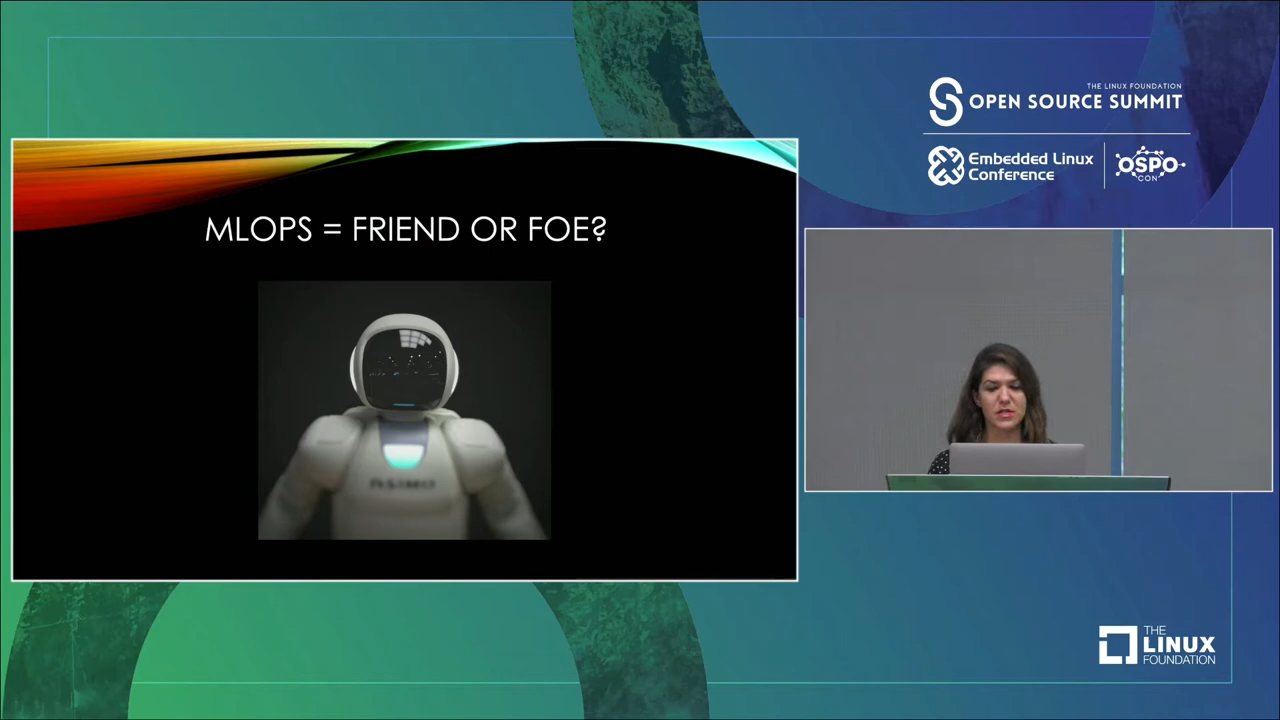 THE LINUX FOUNDATION
OPEN SOURCE SUMMIT
Embedded Linux
Conference
OSPO
CON
MLOPS = FRIEND OR FOE?
ASIMO
THE
LINUX
FOUNDATION